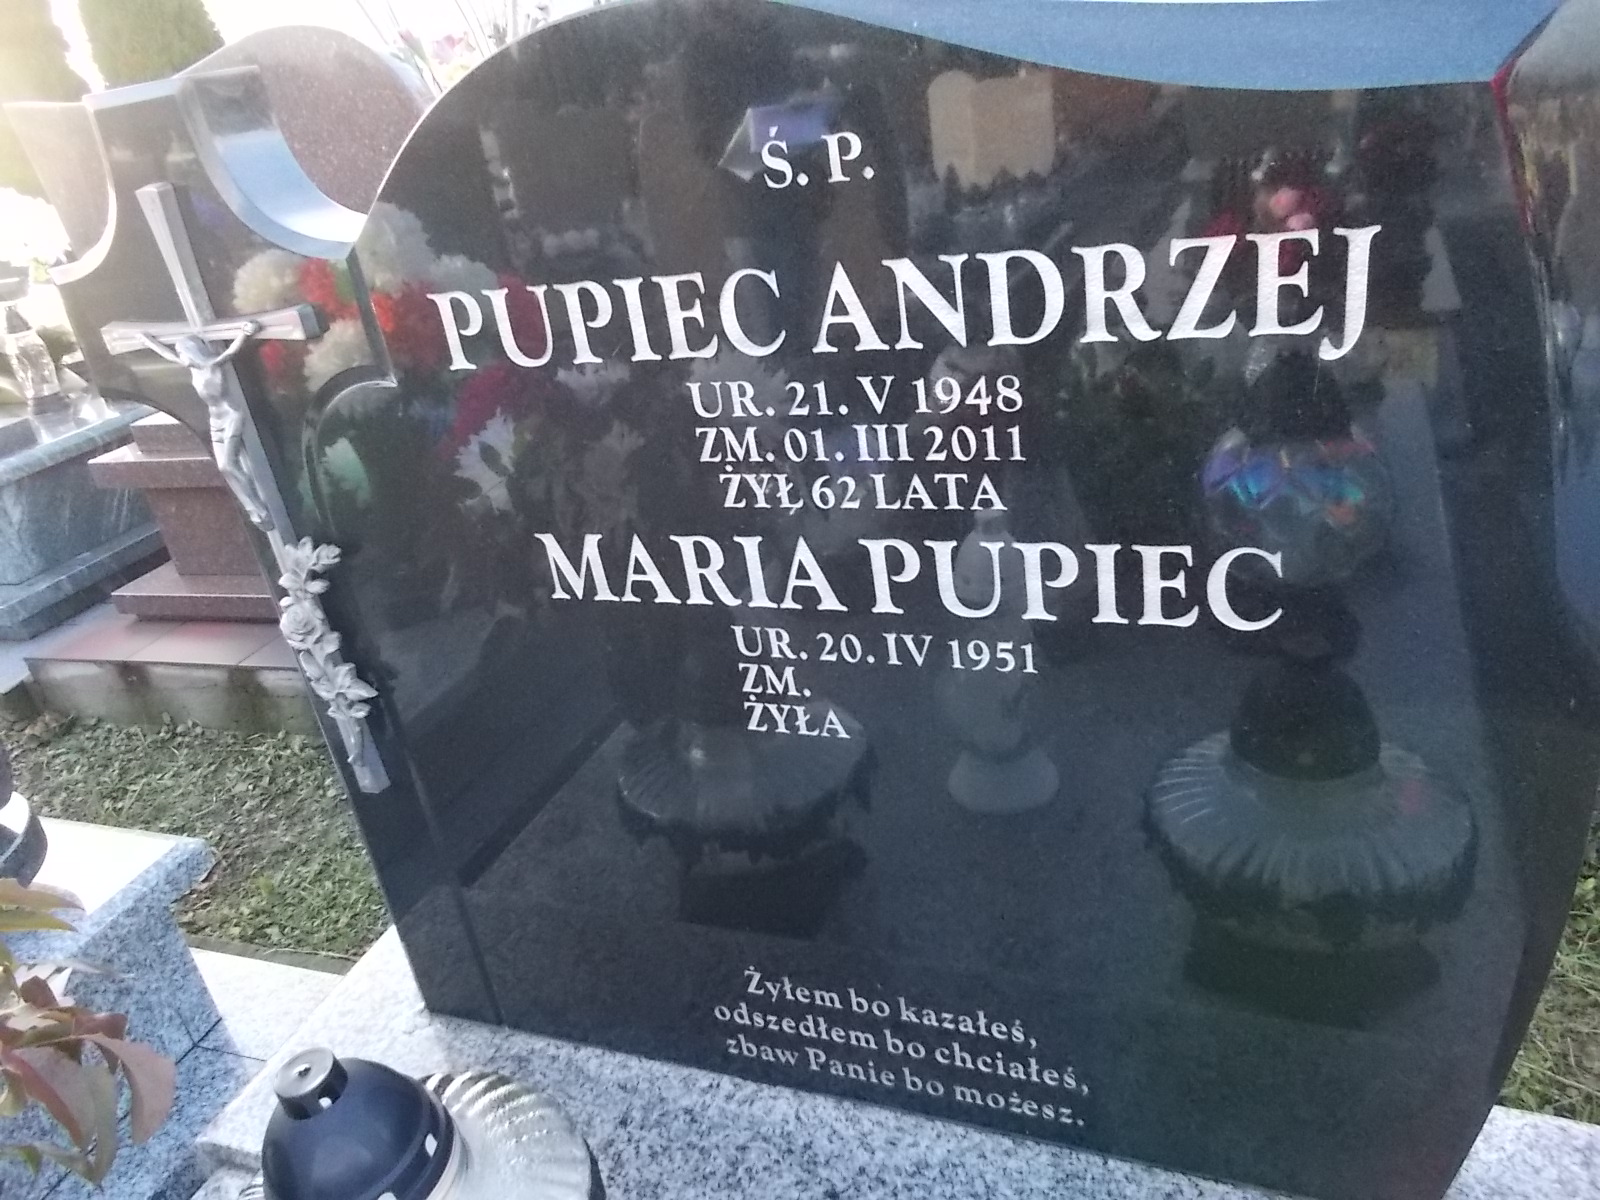 Ś. P.
PUPIEC ANDRZEJ
UR. 21. V 1948
ZM. 01. III 2011
ŻYŁ 62 LATA
MARIA PUPIEC
UR. 20. IV 1951
ZM.
ŻYŁA
Żyłem bo kazałeś,
odszedłem bo chciałeś,
zbaw Panie bo możesz.